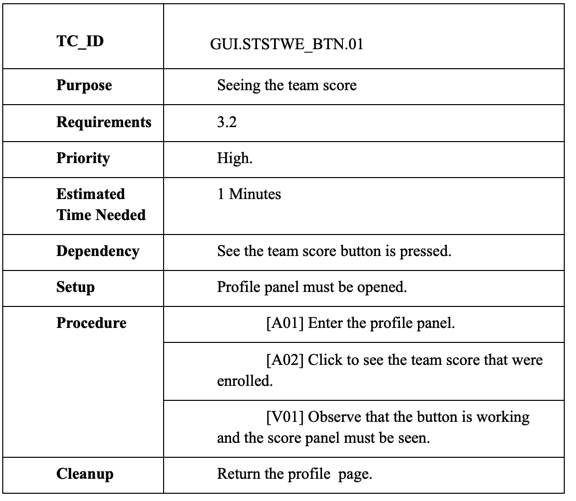 TC_ID GUI.STSTWE_BTN.01
Purpose Seeing the team score
Requirements 3.2
Priority High.
Estimated 1 Minutes
Time Needed
Dependency See the team score button is pressed.
Setup Profile panel must be opened.
Procedure [A01] Enter the profile panel.
[A02] Click to see the team score that were
enrolled.
[V01] Observe that the button is working
and the score panel must be seen.
Cleanup Return the profile page.